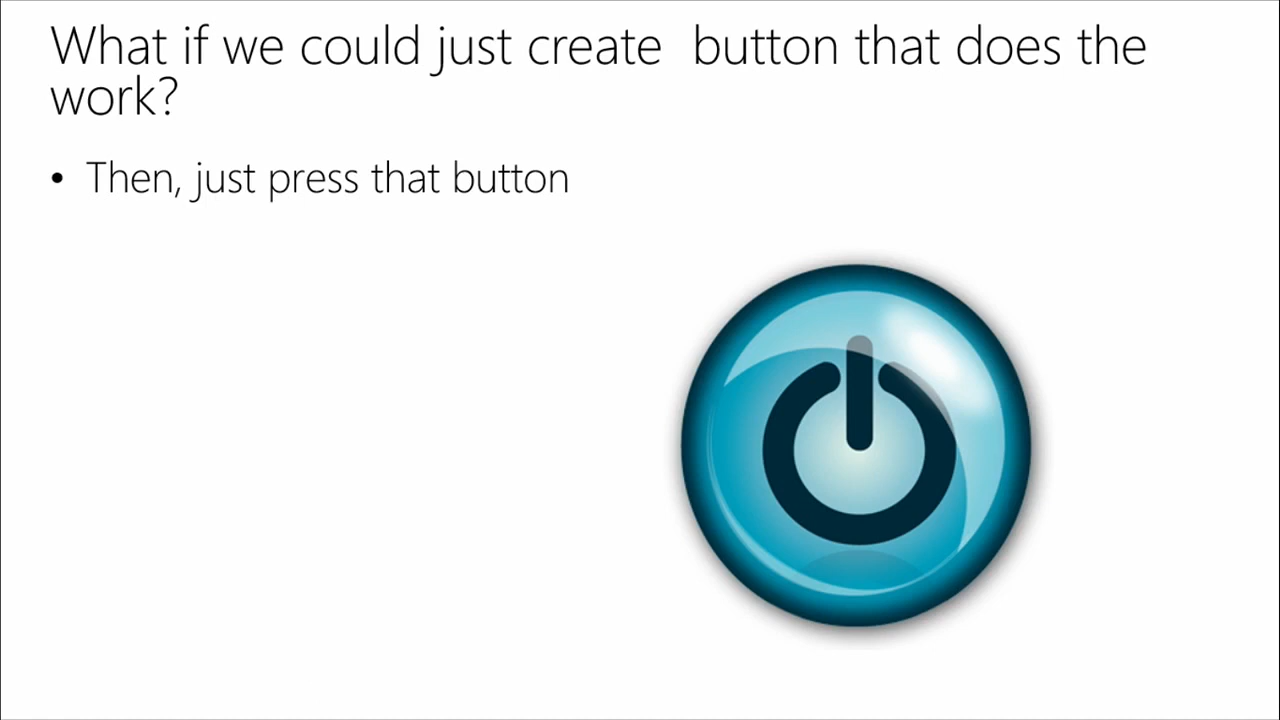 What if we could just create  button that does the
work?
• Then, just press that button